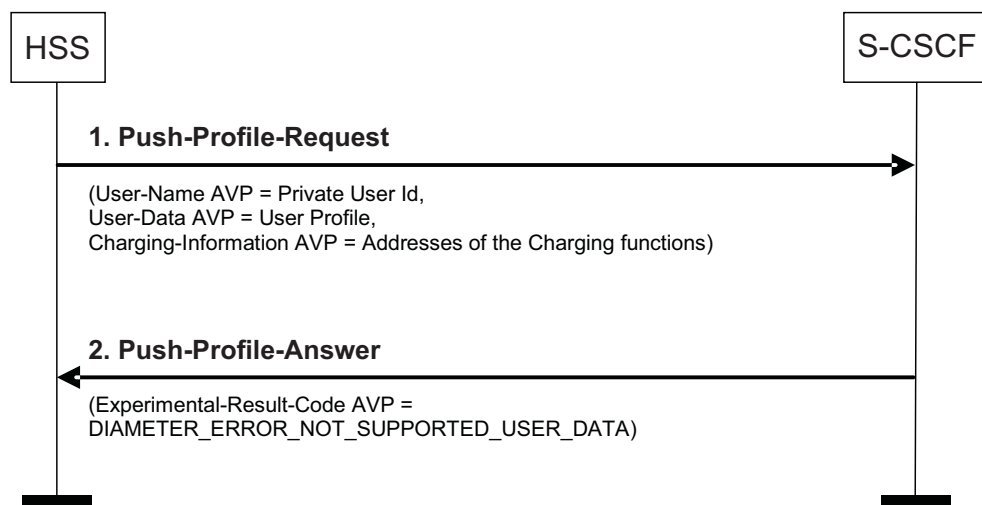 HSS
S-CSCF
1. Push-Profile-Request
(User-Name AVP = Private User Id,
User-Data AVP = User Profile,
Charging-Information AVP = Addresses of the Charging functions)
2. Push-Profile-Answer
(Experimental-Result-Code AVP =
DIAMETER_ERROR_NOT_SUPPORTED_USER_DATA)